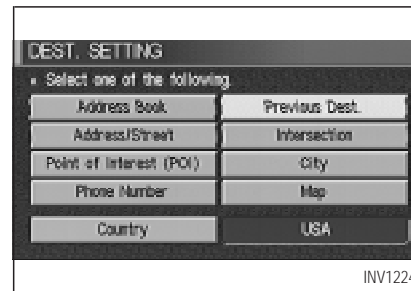 DEST. SETTING
Select one of the following.
Address Book Previous Dest.
Address/Street Intersection
Point of Interest (POI) City
Phone Number Map
Country USA
INV1224